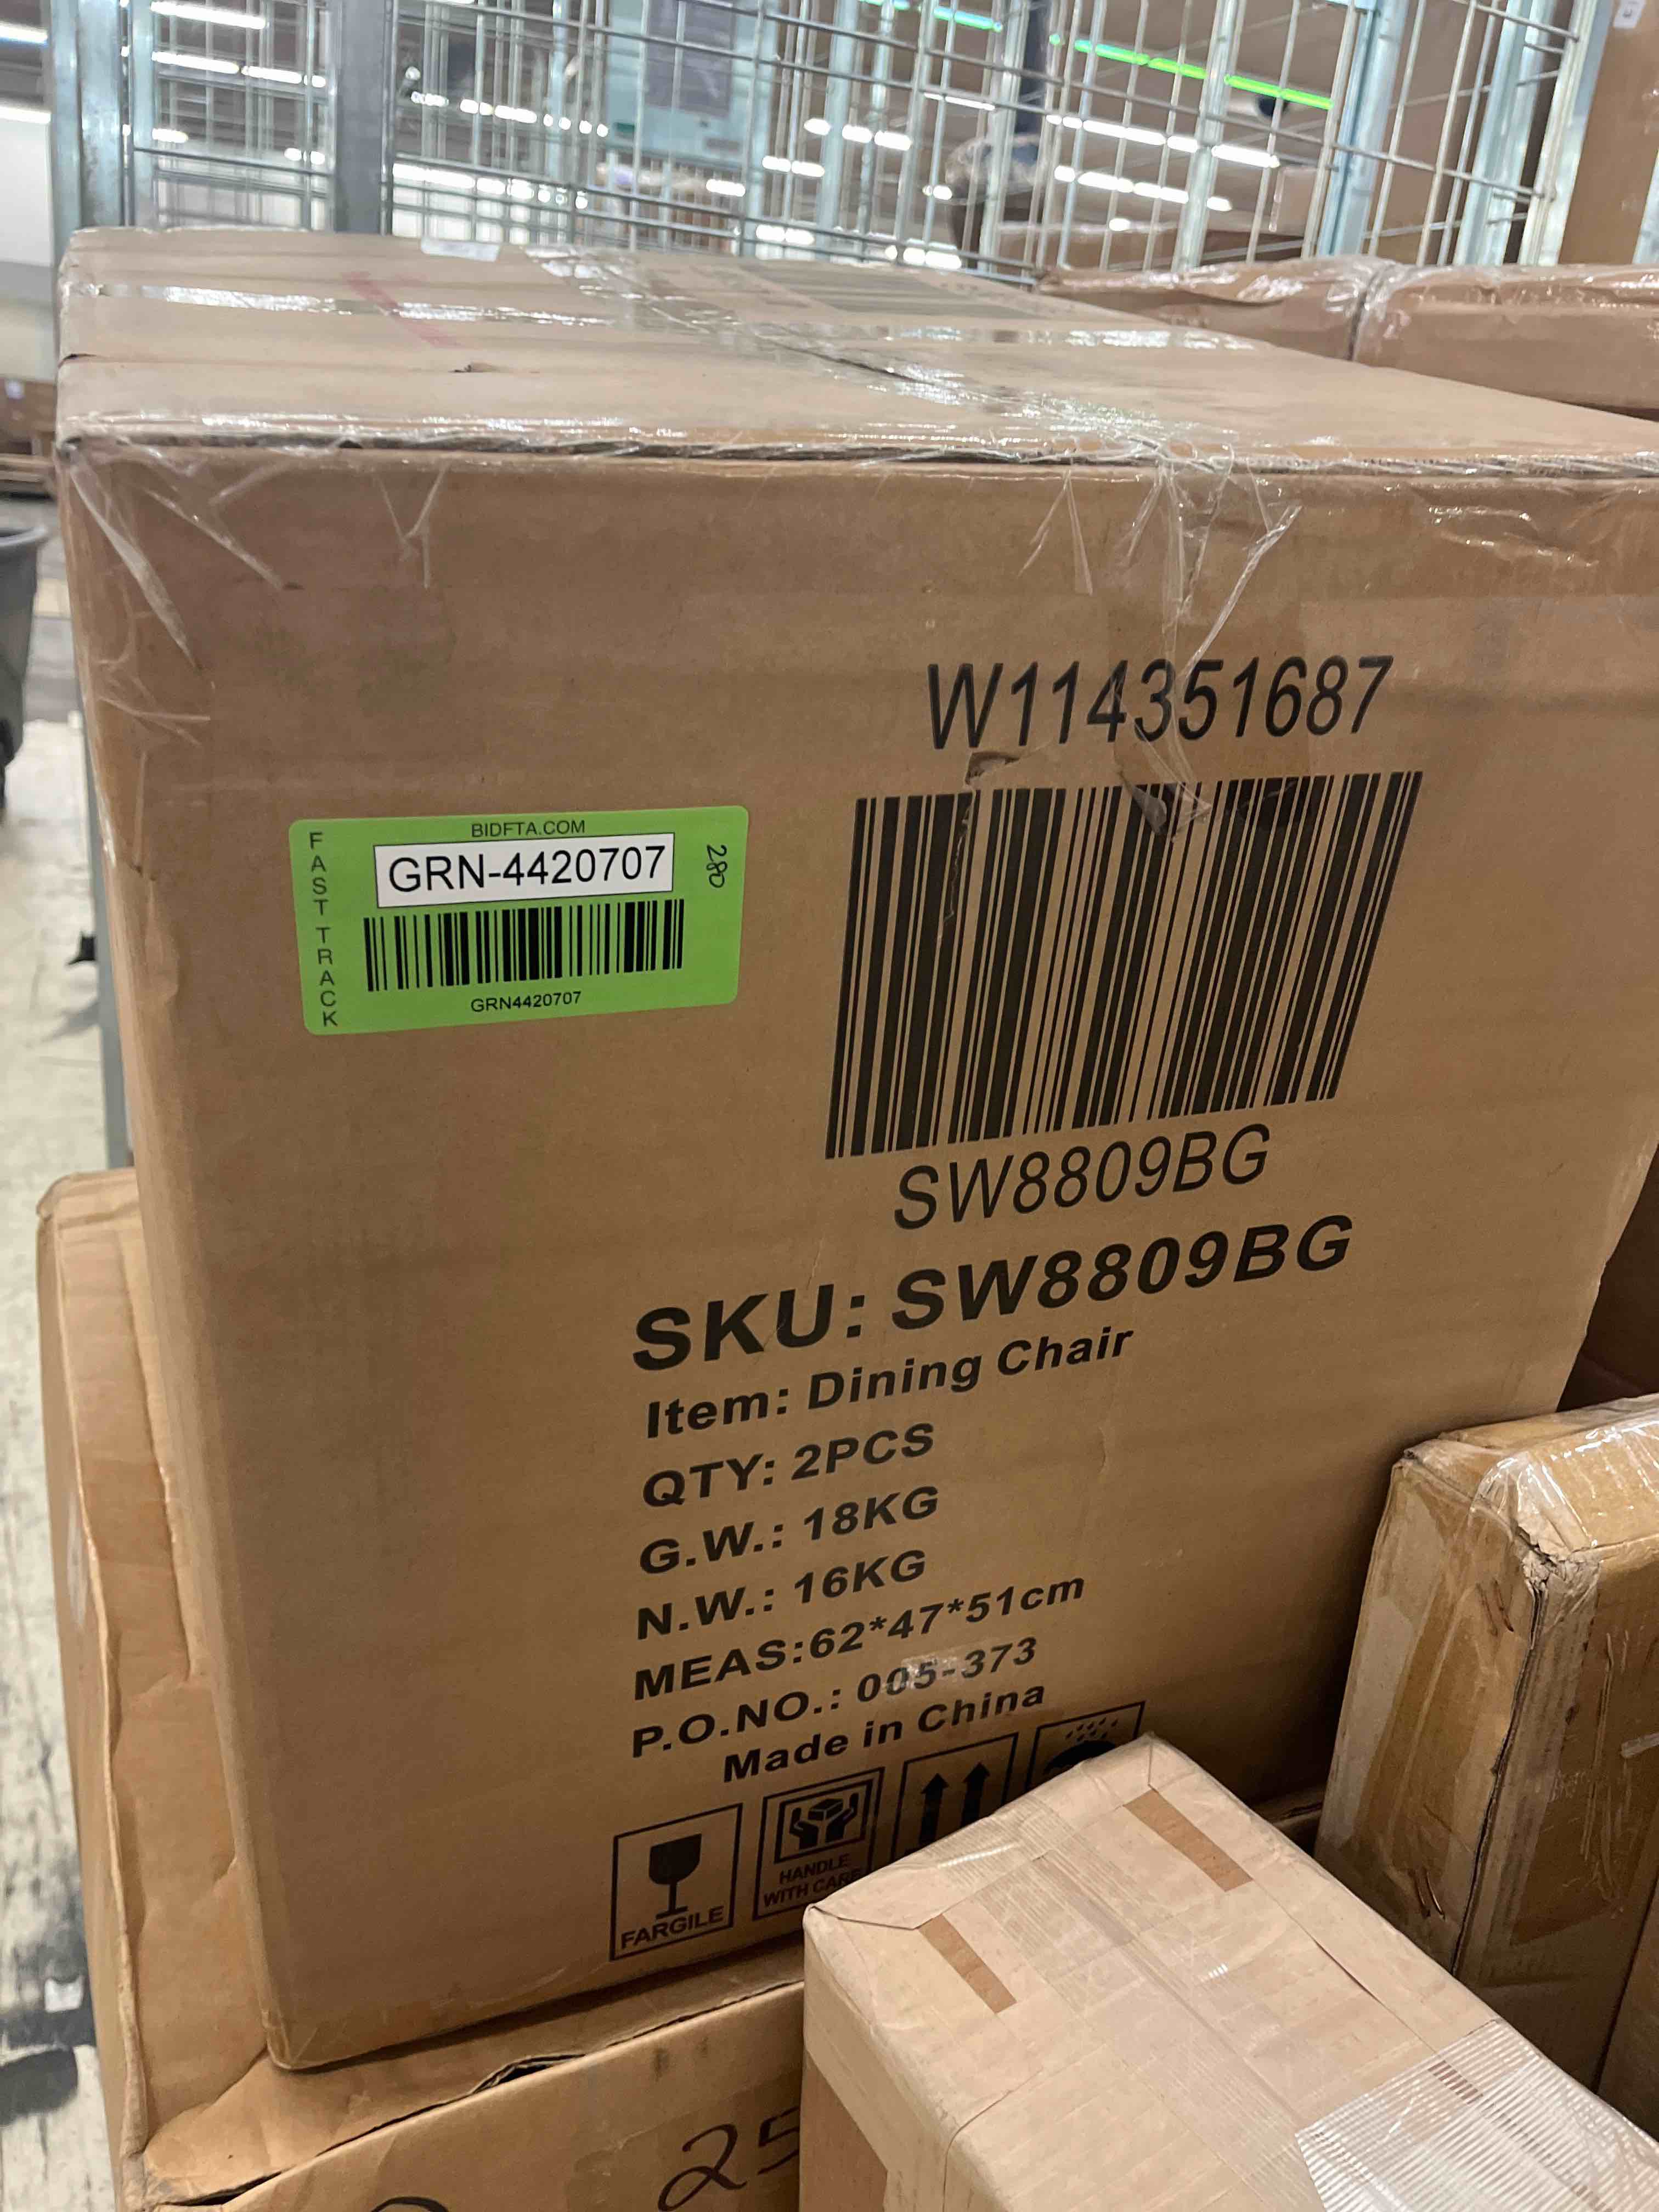 W114351687
BIDFTA.COM
FAST TRACK
GRN-4420707
280
GRN4420707
SW8809BG
SKU: SW8809BG
Item: Dining Chair
QTY: 2PCS
G.W.: 18KG
N.W.: 16KG
MEAS:62*47*51cm
P.O.NO.: 005-373
Made in China
FARGILE
HANDLE
WITH CARE
25